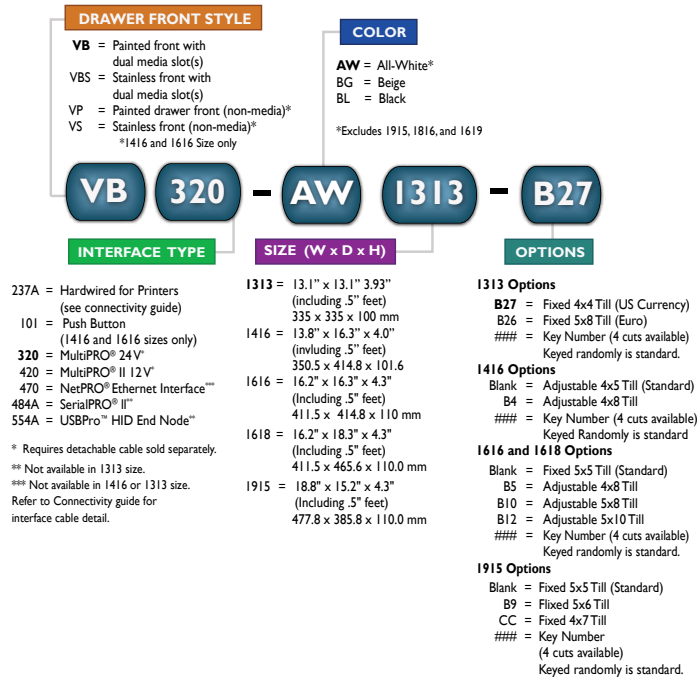 DRAWER FRONT STYLE
VB = Painted front with
dual media slot(s)
VBS = Stainless front with
dual media slot(s)
VP = Painted drawer front (non-media)*
VS = Stainless front (non-media)*
*1416 and 1616 Size only
COLOR
AW = All-White*
BG = Beige
BL = Black
*Excludes 1915, 1816, and 1619
VB 320 - AW 1313 - B27
INTERFACE TYPE
237A = Hardwired for Printers
(see connectivity guide)
101 = Push Button
(1416 and 1616 sizes only)
320 = MultiPRO® 24V*
420 = MultiPRO® II 12V*
470 = NetPRO® Ethernet Interface***
484A = SerialPRO® II**
554A = USBPro™ HID End Node**
* Requires detachable cable sold separately.
** Not available in 1313 size.
*** Not available in 1416 or 1313 size.
Refer to Connectivity guide for
interface cable detail.
SIZE (W x D x H)
1313 = 13.1” x 13.1” 3.93”
(including .5” feet)
335 x 335 x 100 mm
1416 = 13.8” x 16.3” x 4.0”
(invluding .5” feet)
350.5 x 414.8 x 101.6
1616 = 16.2" x 16.3" x 4.3"
(Including .5" feet)
411.5 x 414.8 x 110 mm
1618 = 16.2" x 18.3" x 4.3"
(Including .5" feet)
411.5 x 465.6 x 110.0 mm
1915 = 18.8" x 15.2" x 4.3"
(Including .5" feet)
477.8 x 385.8 x 110.0 mm
OPTIONS
1313 Options
B27 = Fixed 4x4 Till (US Currency)
B26 = Fixed 5x8 Till (Euro)
### = Key Number (4 cuts available)
Keyed randomly is standard.
1416 Options
Blank = Adjustable 4x5 Till (Standard)
B4 = Adjustable 4x8 Till
### = Key Number (4 cuts available)
Keyed Randomly is standard
1616 and 1618 Options
Blank = Fixed 5x5 Till (Standard)
B5 = Adjustable 4x8 Till
B10 = Adjustable 5x8 Till
B12 = Adjustable 5x10 Till
### = Key Number (4 cuts available)
Keyed randomly is standard.
1915 Options
Blank = Fixed 5x5 Till (Standard)
B9 = Flixed 5x6 Till
CC = Fixed 4x7 Till
### = Key Number
(4 cuts available)
Keyed randomly is standard.